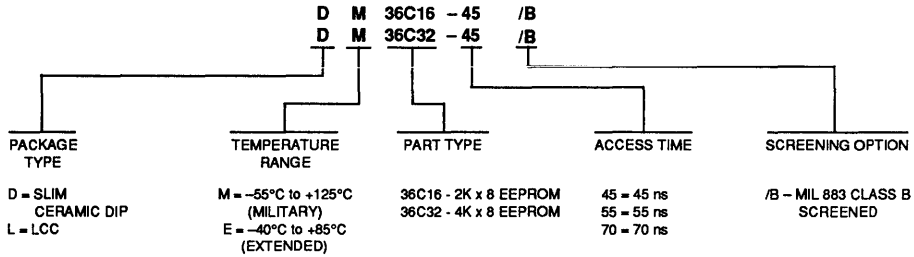 D M 36C16 – 45 /B
D M 36C32 – 45 /B
PACKAGE
TYPE
D = SLIM
CERAMIC DIP
L = LCC
TEMPERATURE
RANGE
M = –55°C to +125°C
(MILITARY)
E = –40°C to +85°C
(EXTENDED)
PART TYPE
36C16 - 2K x 8 EEPROM
36C32 - 4K x 8 EEPROM
ACCESS TIME
45 = 45 ns
55 = 55 ns
70 = 70 ns
SCREENING OPTION
/B – MIL 883 CLASS B
SCREENED